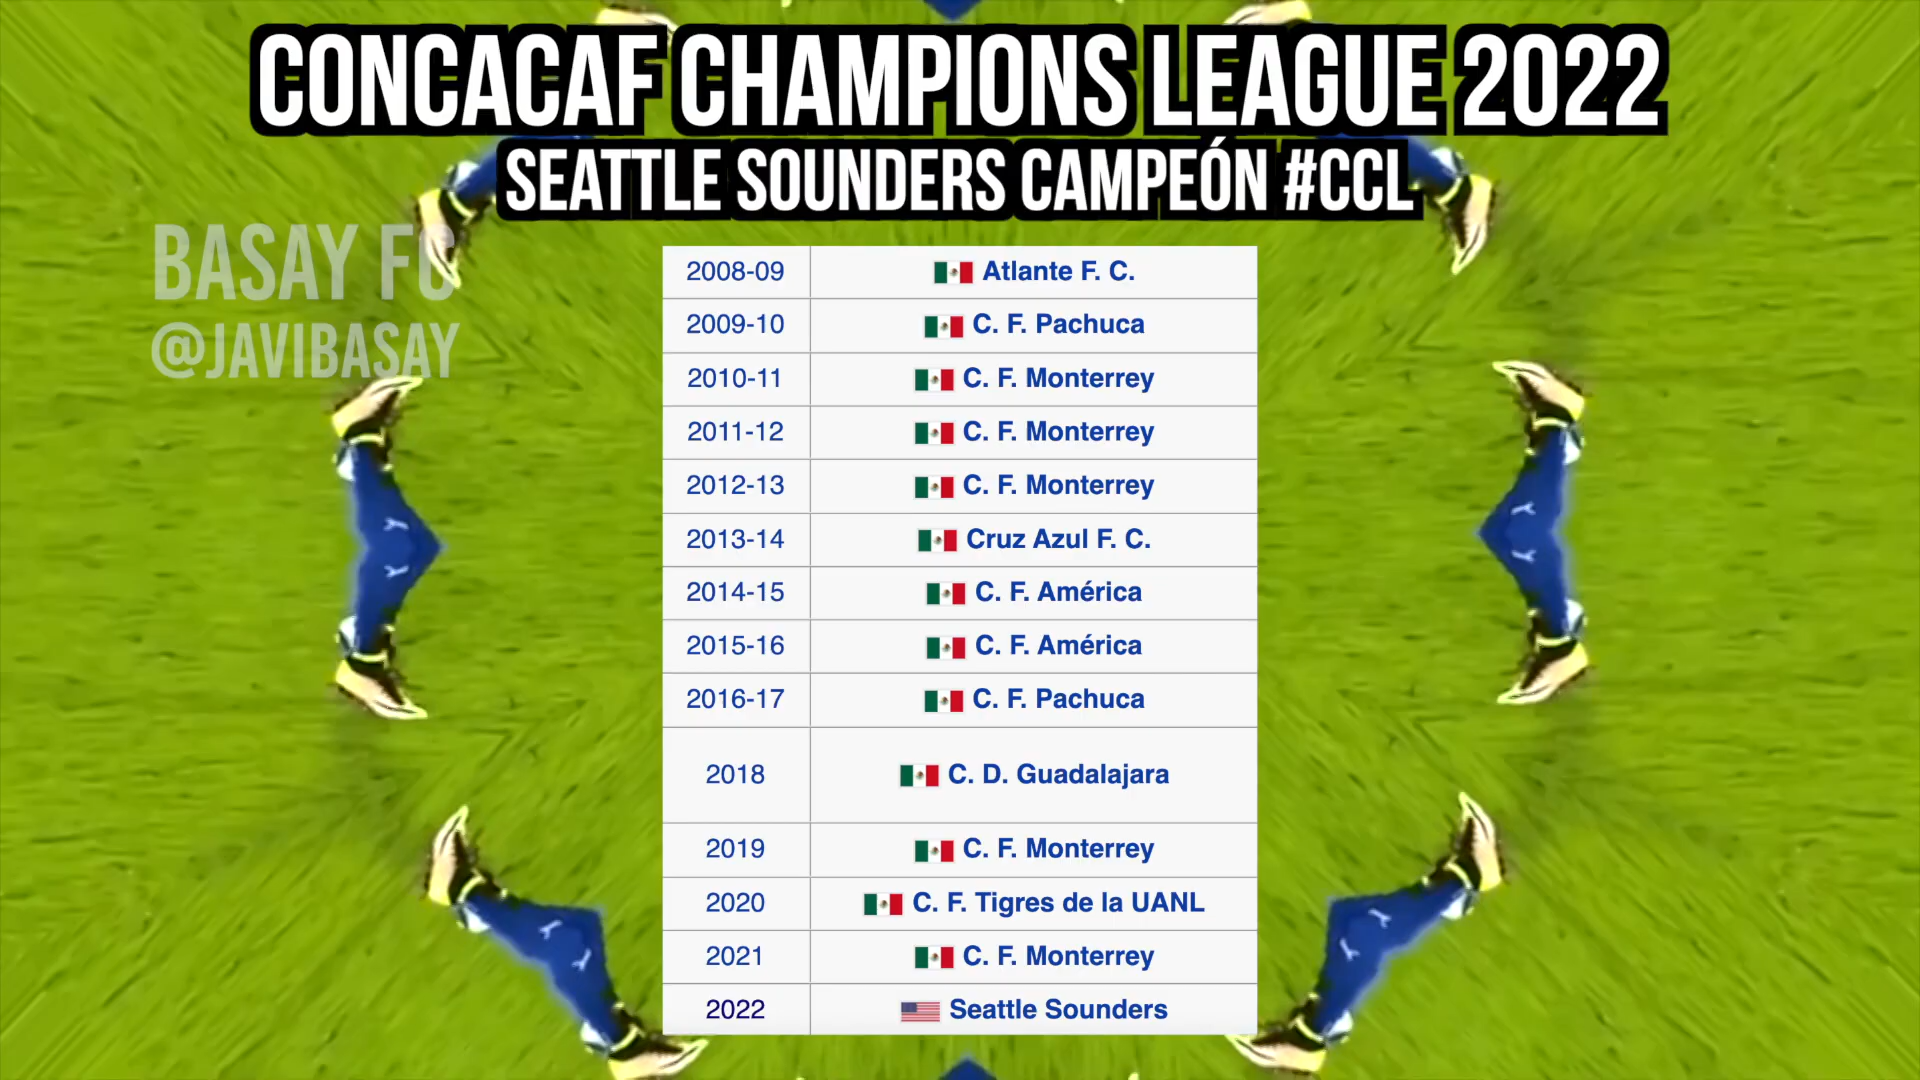 CONCACAF CHAMPIONS LEAGUE 2022
SEATTLE SOUNDERS CAMPEÓN #CCL
BASAY FC
@JAVIBASAY
2008-09 Atlante F. C.
2009-10 C. F. Pachuca
2010-11 C. F. Monterrey
2011-12 C. F. Monterrey
2012-13 C. F. Monterrey
2013-14 Cruz Azul F. C.
2014-15 C. F. América
2015-16 C. F. América
2016-17 C. F. Pachuca
2018 C. D. Guadalajara
2019 C. F. Monterrey
2020 C. F. Tigres de la UANL
2021 C. F. Monterrey
2022 Seattle Sounders